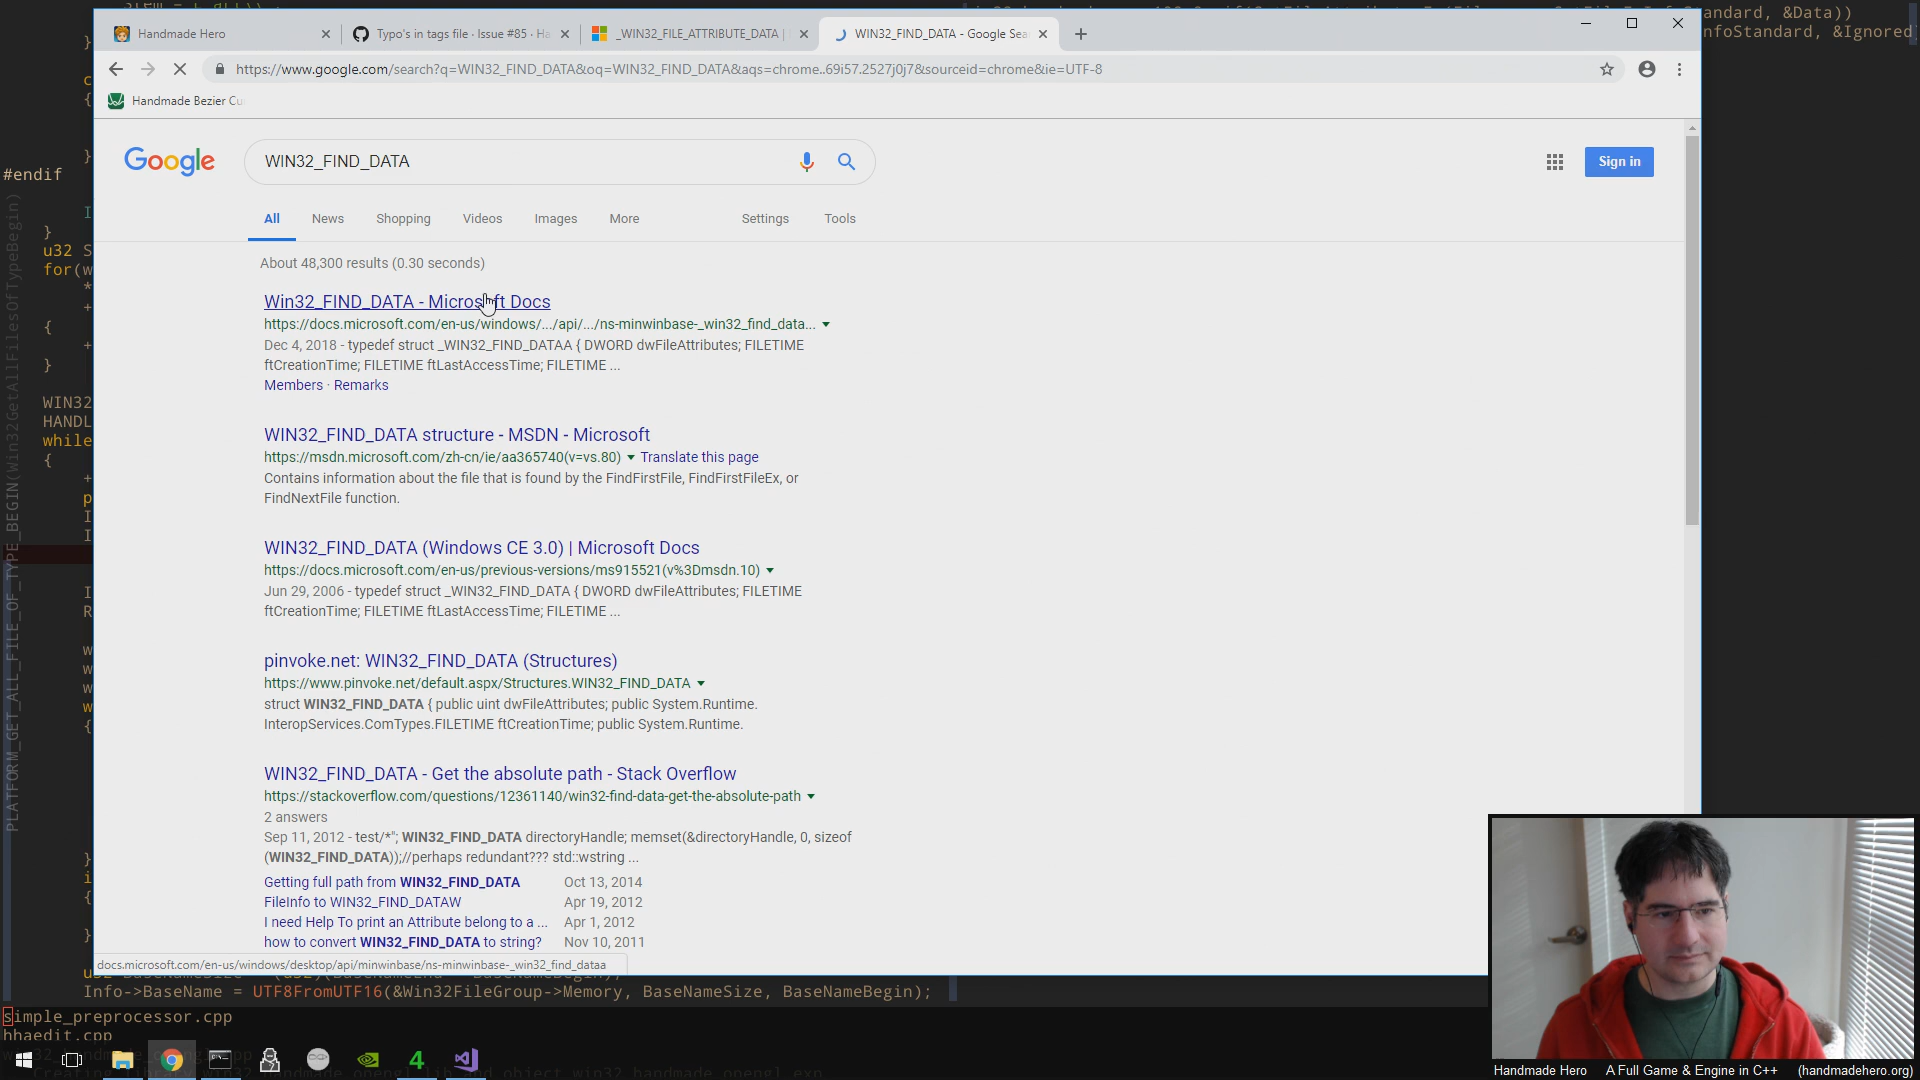 andard, &Data))
nfoStandard, &Ignored
Handmade Hero
Typo's in tags file · Issue #85 · Ha
_WIN32_FILE_ATTRIBUTE_DATA |
WIN32_FIND_DATA - Google Sea
https://www.google.com/search?q=WIN32_FIND_DATA&oq=WIN32_FIND_DATA&aqs=chrome..69i57.2527j0j7&sourceid=chrome&ie=UTF-8
Handmade Bezier Cu
#endif
Google
WIN32_FIND_DATA
Sign in
All
News
Shopping
Videos
Images
More
Settings
Tools
About 48,300 results (0.30 seconds)
Win32_FIND_DATA - Microsoft Docs
https://docs.microsoft.com/en-us/windows/.../api/.../ns-minwinbase-_win32_find_data...
Dec 4, 2018 - typedef struct _WIN32_FIND_DATAA { DWORD dwFileAttributes; FILETIME
ftCreationTime; FILETIME ftLastAccessTime; FILETIME ...
Members · Remarks
WIN32_FIND_DATA structure - MSDN - Microsoft
https://msdn.microsoft.com/zh-cn/ie/aa365740(v=vs.80) Translate this page
Contains information about the file that is found by the FindFirstFile, FindFirstFileEx, or
FindNextFile function.
WIN32_FIND_DATA (Windows CE 3.0) | Microsoft Docs
https://docs.microsoft.com/en-us/previous-versions/ms915521(v%3Dmsdn.10)
Jun 29, 2006 - typedef struct _WIN32_FIND_DATA { DWORD dwFileAttributes; FILETIME
ftCreationTime; FILETIME ftLastAccessTime; FILETIME ...
pinvoke.net: WIN32_FIND_DATA (Structures)
https://www.pinvoke.net/default.aspx/Structures.WIN32_FIND_DATA
struct WIN32_FIND_DATA { public uint dwFileAttributes; public System.Runtime.
InteropServices.ComTypes.FILETIME ftCreationTime; public System.Runtime.
WIN32_FIND_DATA - Get the absolute path - Stack Overflow
https://stackoverflow.com/questions/12361140/win32-find-data-get-the-absolute-path
2 answers
Sep 11, 2012 - test/*"; WIN32_FIND_DATA directoryHandle; memset(&directoryHandle, 0, sizeof
(WIN32_FIND_DATA));//perhaps redundant??? std::wstring ...
Getting full path from WIN32_FIND_DATA Oct 13, 2014
FileInfo to WIN32_FIND_DATAW Apr 19, 2012
I need Help To print an Attribute belong to a ... Apr 1, 2012
how to convert WIN32_FIND_DATA to string? Nov 10, 2011
docs.microsoft.com/en-us/windows/desktop/api/minwinbase/ns-minwinbase-_win32_find_dataa
}
u32 S
for(w
{
}
WIN32
HANDL
while
{
PLATFORM_GET_ALL_FILE_OF_TYPE_BEGIN(Win32GetAllFilesOfTypeBegin)
Info->BaseName = UTF8FromUTF16(&Win32FileGroup->Memory, BaseNameSize, BaseNameBegin);
simple_preprocessor.cpp
hhaedit.cpp
Handmade Hero A Full Game & Engine in C++ (handmadehero.org)